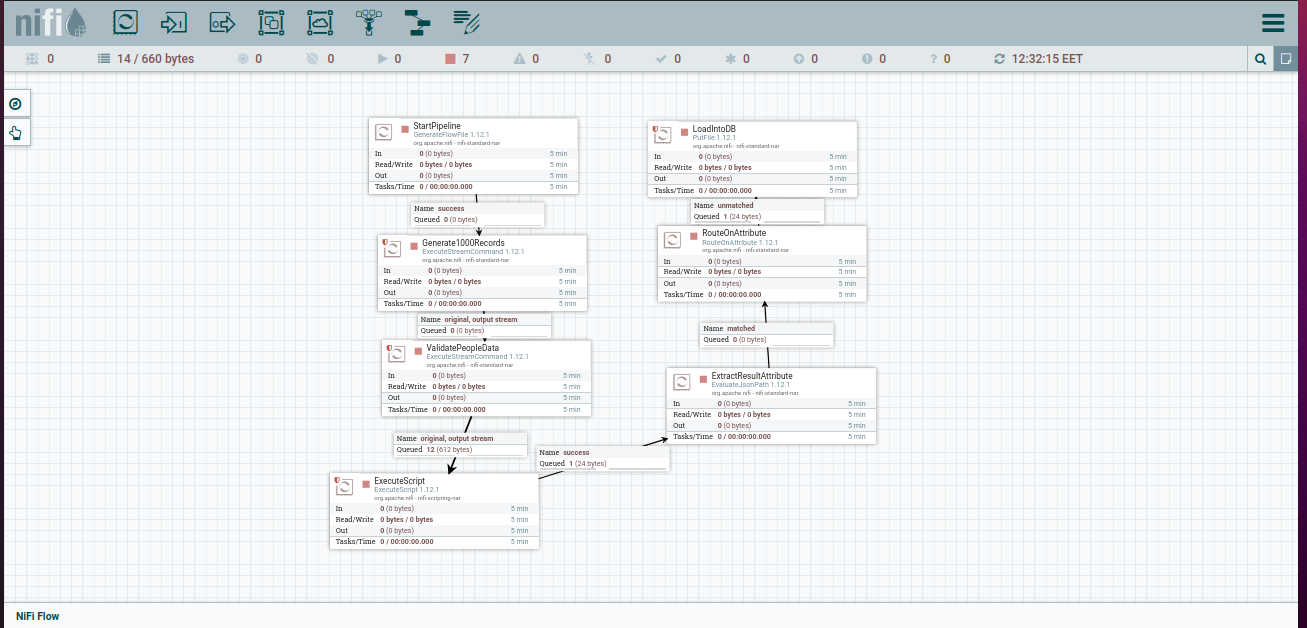 nifi
0 14 / 660 bytes 0 0 0 7 0 0 0 0 0 0 0 12:32:15 EET
StartPipeline
GenerateFlowFile 1.12.1
org.apache.nifi - nifi-standard-nar
In 0 (0 bytes) 5 min
Read/Write 0 bytes / 0 bytes 5 min
Out 0 (0 bytes) 5 min
Tasks/Time 0 / 00:00:00.000 5 min
Name success
Queued 0 (0 bytes)
Generate1000Records
ExecuteStreamCommand 1.12.1
org.apache.nifi - nifi-standard-nar
In 0 (0 bytes) 5 min
Read/Write 0 bytes / 0 bytes 5 min
Out 0 (0 bytes) 5 min
Tasks/Time 0 / 00:00:00.000 5 min
Name original, output stream
Queued 0 (0 bytes)
ValidatePeopleData
ExecuteStreamCommand 1.12.1
org.apache.nifi - nifi-standard-nar
In 0 (0 bytes) 5 min
Read/Write 0 bytes / 0 bytes 5 min
Out 0 (0 bytes) 5 min
Tasks/Time 0 / 00:00:00.000 5 min
Name original, output stream
Queued 12 (612 bytes)
ExecuteScript
ExecuteScript 1.12.1
org.apache.nifi - nifi-scripting-nar
In 0 (0 bytes) 5 min
Read/Write 0 bytes / 0 bytes 5 min
Out 0 (0 bytes) 5 min
Tasks/Time 0 / 00:00:00.000 5 min
Name success
Queued 1 (24 bytes)
ExtractResultAttribute
EvaluateJsonPath 1.12.1
org.apache.nifi - nifi-standard-nar
In 0 (0 bytes) 5 min
Read/Write 0 bytes / 0 bytes 5 min
Out 0 (0 bytes) 5 min
Tasks/Time 0 / 00:00:00.000 5 min
Name matched
Queued 0 (0 bytes)
RouteOnAttribute
RouteOnAttribute 1.12.1
org.apache.nifi - nifi-standard-nar
In 0 (0 bytes) 5 min
Read/Write 0 bytes / 0 bytes 5 min
Out 0 (0 bytes) 5 min
Tasks/Time 0 / 00:00:00.000 5 min
Name unmatched
Queued 1 (24 bytes)
LoadIntoDB
PutFile 1.12.1
org.apache.nifi - nifi-standard-nar
In 0 (0 bytes) 5 min
Read/Write 0 bytes / 0 bytes 5 min
Out 0 (0 bytes) 5 min
Tasks/Time 0 / 00:00:00.000 5 min
NiFi Flow